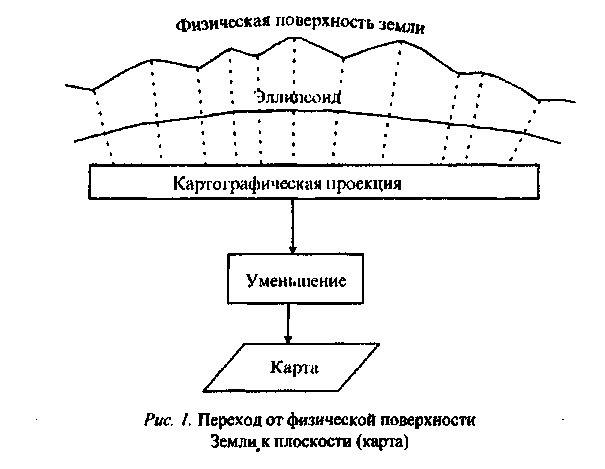 Физическая поверхность земли
Эллипсоид
Картографическая проекция
Уменьшение
Карта
Рис. 1. Переход от физической поверхности
Земли к плоскости (карта)